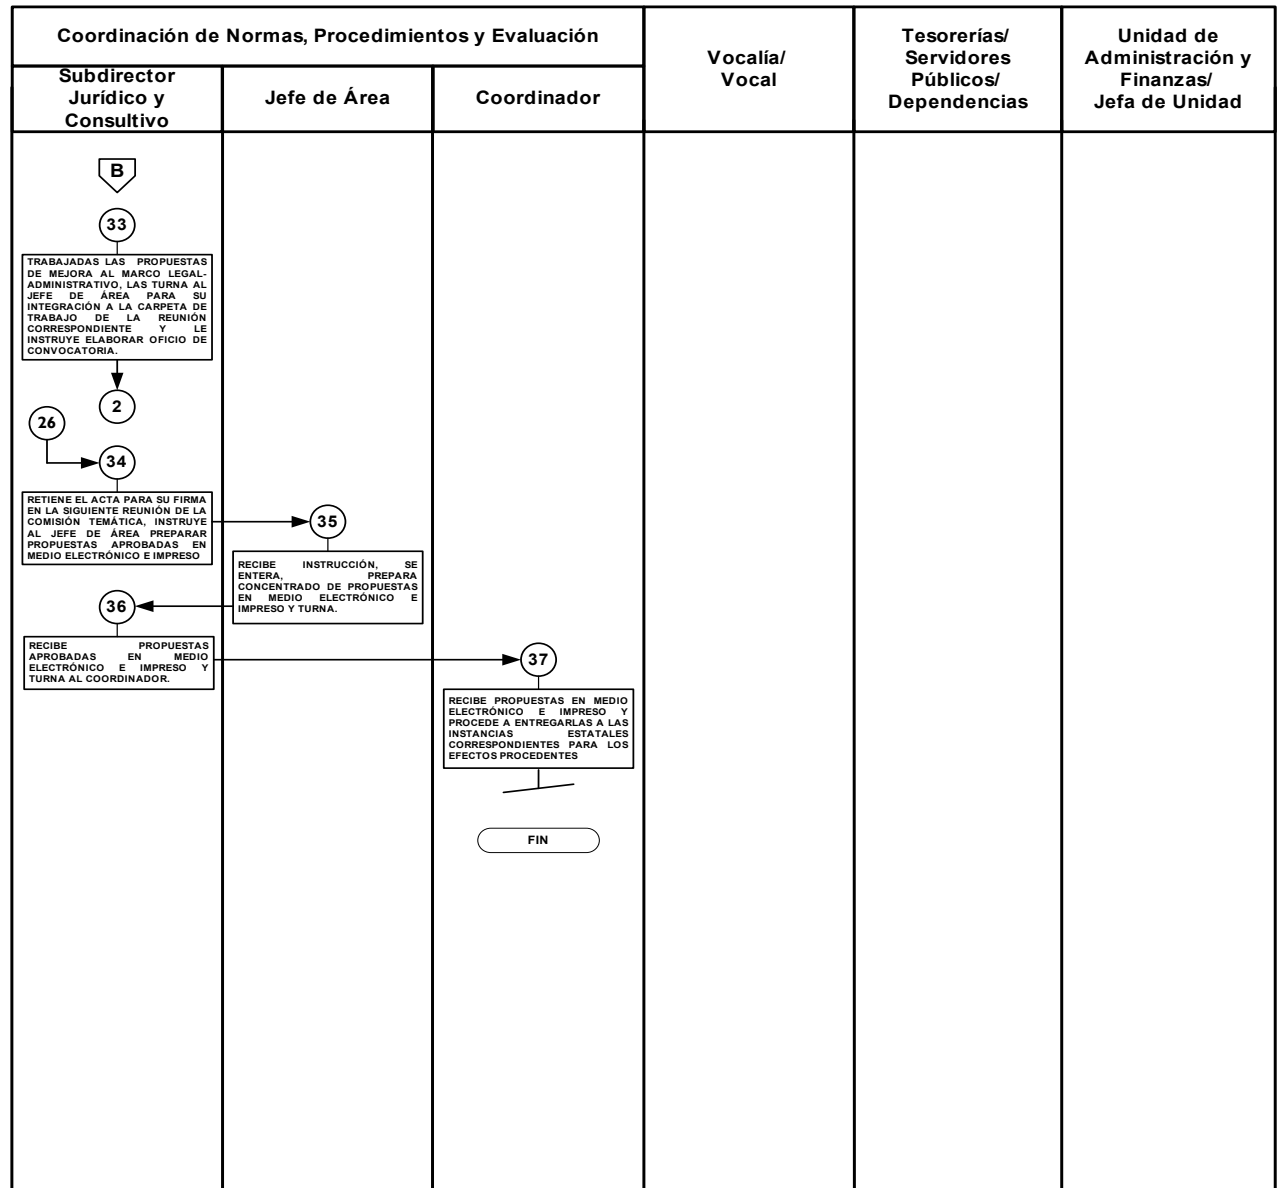 Coordinación de Normas, Procedimientos y Evaluación
Vocalía/
Vocal
Tesorerías/
Servidores
Públicos/
Dependencias
Unidad de
Administración y
Finanzas/
Jefa de Unidad
Subdirector
Jurídico y
Consultivo
Jefe de Área
Coordinador
B
33
TRABAJADAS LAS PROPUESTAS
DE MEJORA AL MARCO LEGAL-
ADMINISTRATIVO, LAS TURNA AL
JEFE DE ÁREA PARA SU
INTEGRACIÓN A LA CARPETA DE
TRABAJO DE LA REUNIÓN
CORRESPONDIENTE Y LE
INSTRUYE ELABORAR OFICIO DE
CONVOCATORIA.
2
26
34
RETIENE EL ACTA PARA SU FIRMA
EN LA SIGUIENTE REUNIÓN DE LA
COMISIÓN TEMÁTICA, INSTRUYE
AL JEFE DE ÁREA PREPARAR
PROPUESTAS APROBADAS EN
MEDIO ELECTRÓNICO E IMPRESO
35
RECIBE INSTRUCCIÓN, SE
ENTERA, PREPARA
CONCENTRADO DE PROPUESTAS
EN MEDIO ELECTRÓNICO E
IMPRESO Y TURNA.
36
RECIBE PROPUESTAS
APROBADAS EN MEDIO
ELECTRÓNICO E IMPRESO Y
TURNA AL COORDINADOR.
37
RECIBE PROPUESTAS EN MEDIO
ELECTRÓNICO E IMPRESO Y
PROCEDE A ENTREGARLAS A LAS
INSTANCIAS ESTATALES
CORRESPONDIENTES PARA LOS
EFECTOS PROCEDENTES
FIN